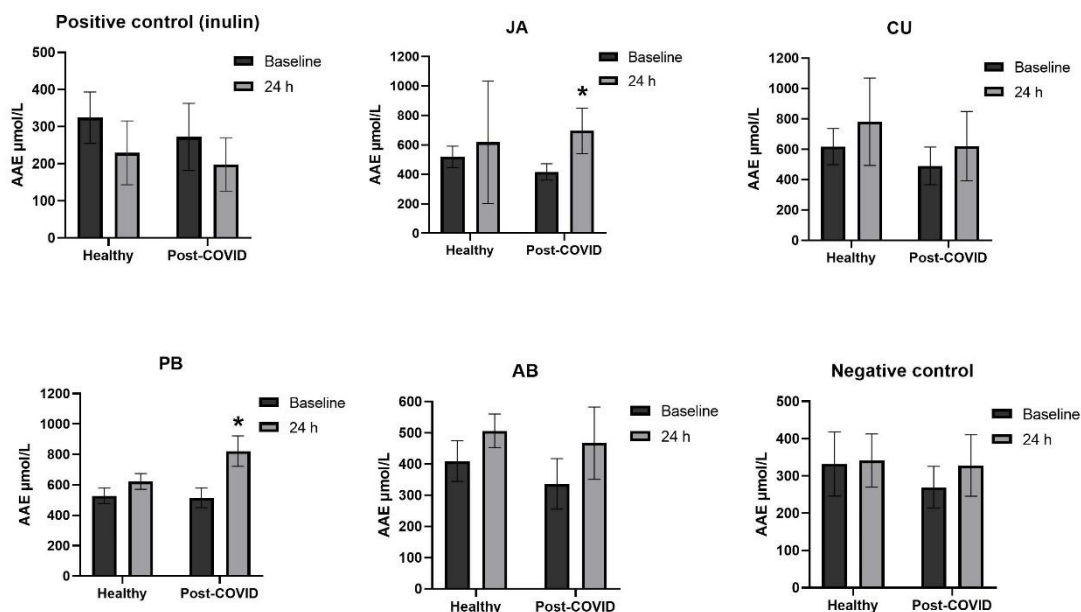 Positive control (inulin)
500
400
300
200
100
0
AAE µmol/L
Baseline
24 h
Healthy Post-COVID
JA
1200
1000
800
600
400
200
0
AAE µmol/L
Baseline
24 h
*
Healthy Post-COVID
CU
1200
1000
800
600
400
200
0
AAE µmol/L
Baseline
24 h
Healthy Post-COVID
PB
1200
1000
800
600
400
200
0
AAE µmol/L
Baseline
24 h
*
Healthy Post-COVID
AB
600
500
400
300
200
100
0
AAE µmol/L
Baseline
24 h
Healthy Post-COVID
Negative control
500
400
300
200
100
0
AAE µmol/L
Baseline
24 h
Healthy Post-COVID